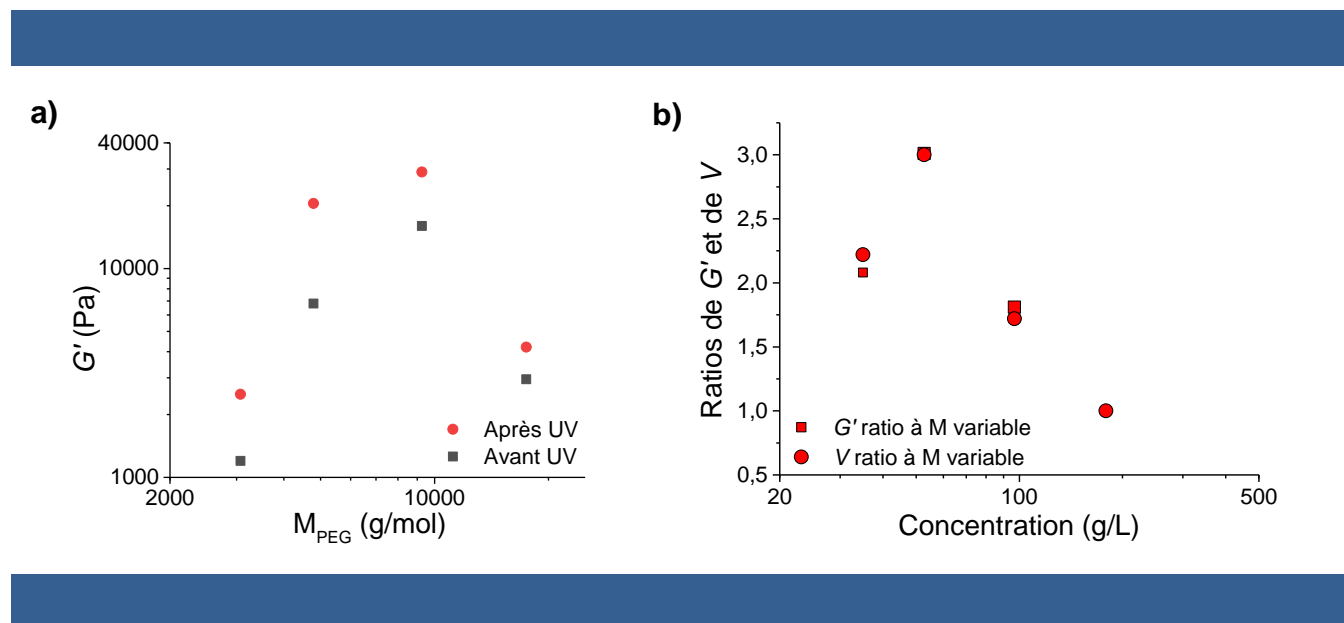 a)
40000
10000
1000
G' (Pa)
2000
10000
M_PEG (g/mol)
Après UV
Avant UV
b)
3,0
2,5
2,0
1,5
1,0
0,5
Ratios de G' et de V
20
100
500
Concentration (g/L)
G' ratio à M variable
V ratio à M variable